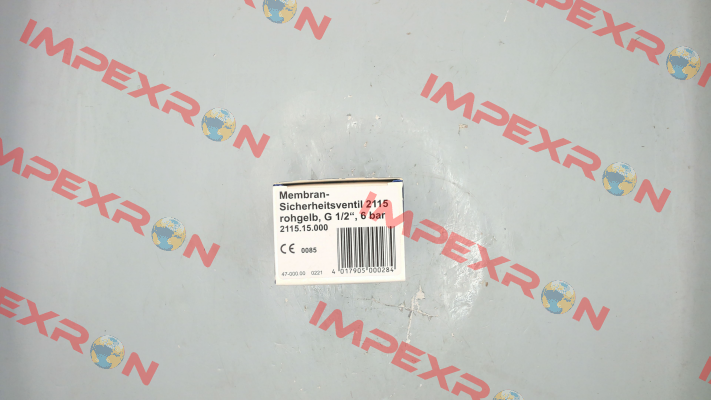 IMPEXRON
IMPEXRON
IMPEXRON
IMPEXRON
IMPEXRON
IMPEXRON
IMPEXRON
IMPEXRON
Membran-
Sicherheitsventil 2115
rohgelb, G 1/2“, 6 bar
2115.15.000
CE 0085
47-000.00 0221
4 017905 000284